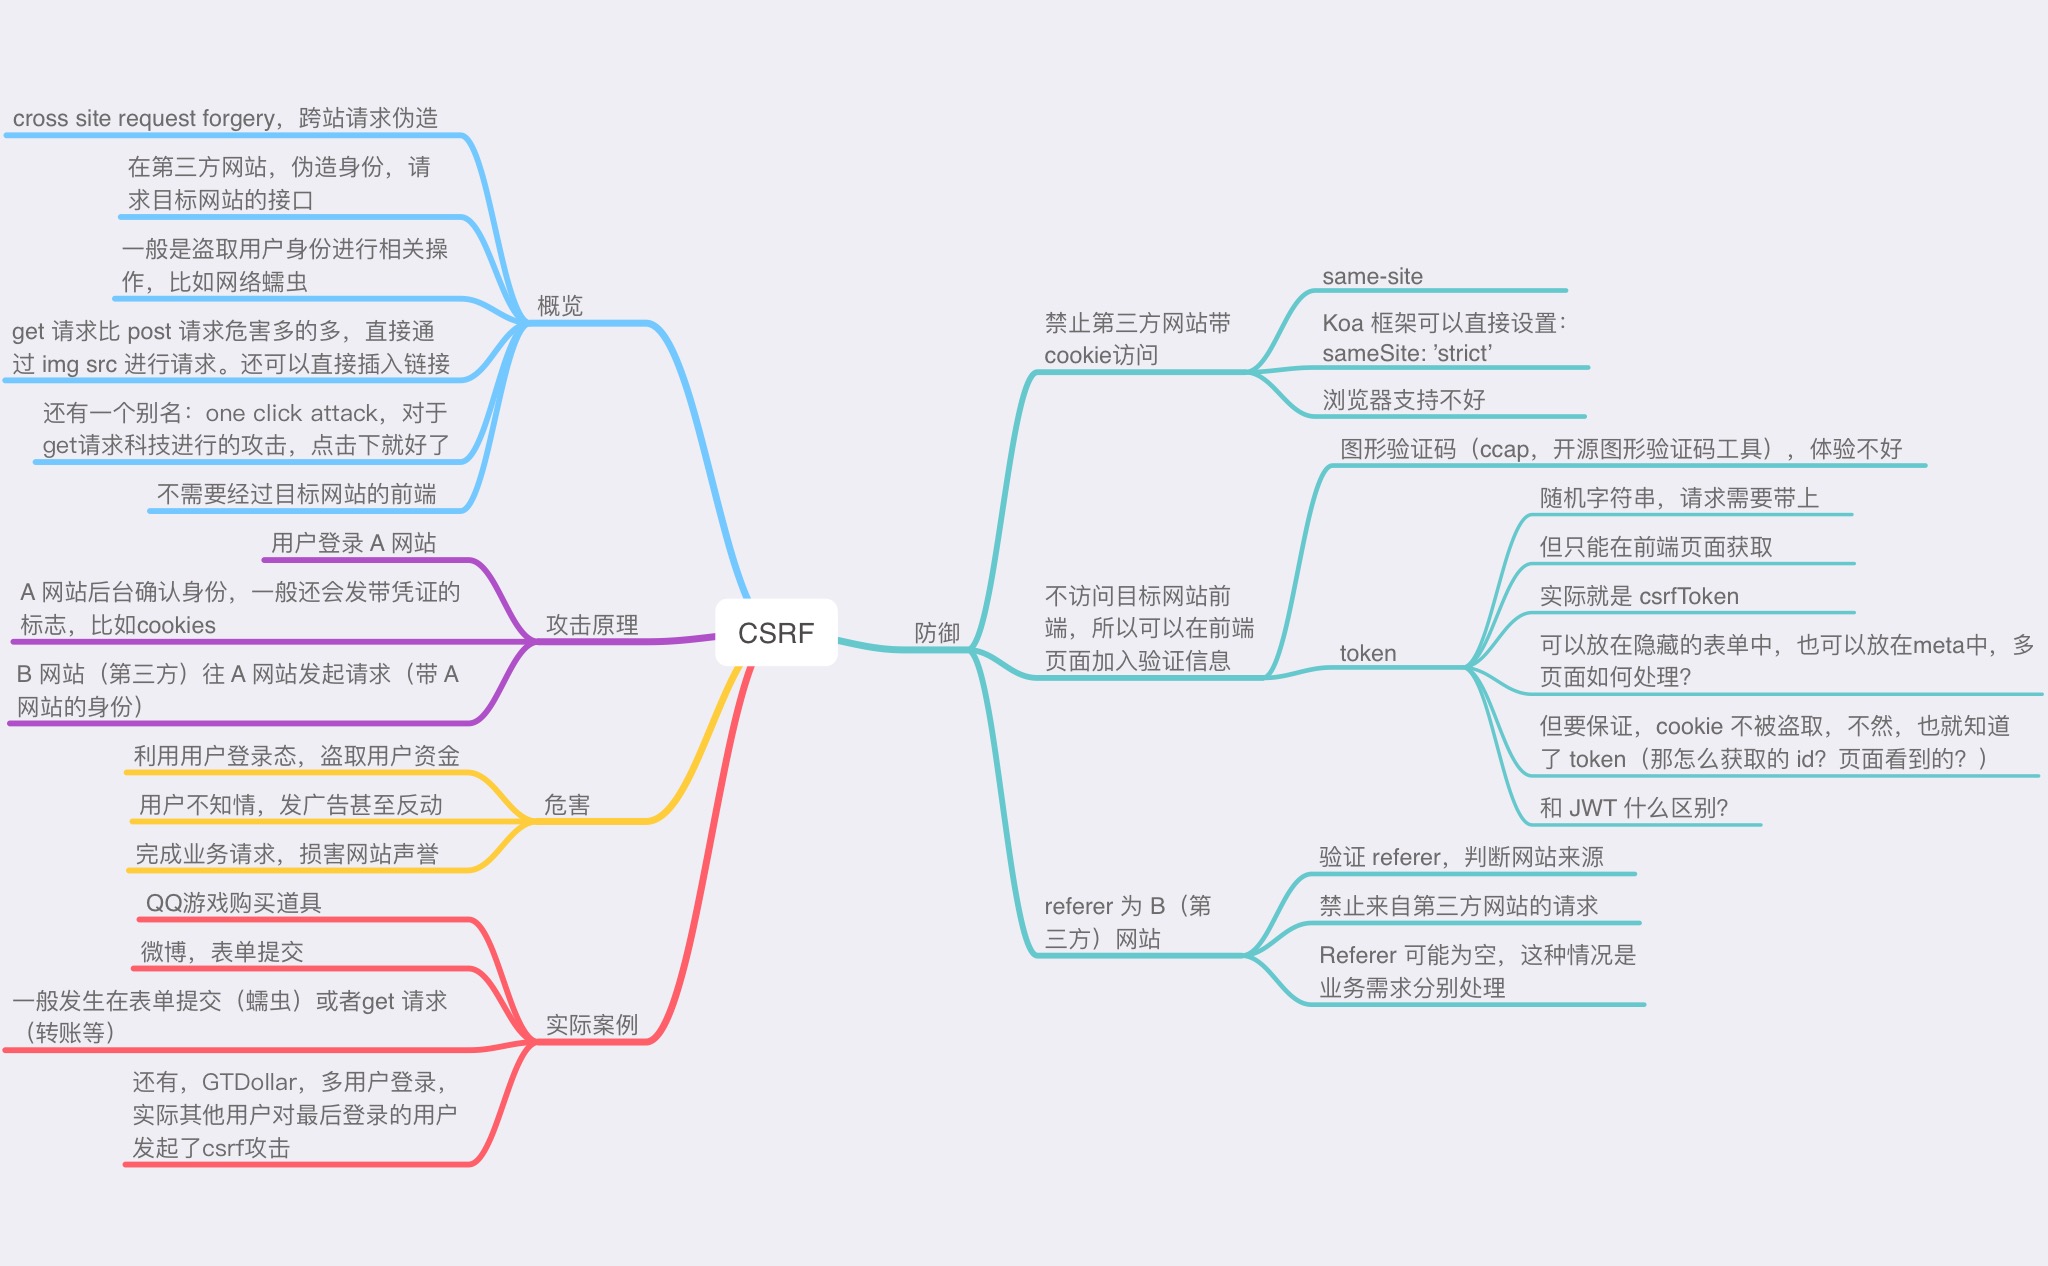 CSRF
概览
cross site request forgery，跨站请求伪造
在第三方网站，伪造身份，请
求目标网站的接口
一般是盗取用户身份进行相关操
作，比如网络蠕虫
get 请求比 post 请求危害多的多，直接通
过 img src 进行请求。还可以直接插入链接
还有一个别名：one click attack，对于
get请求科技进行的攻击，点击下就好了
不需要经过目标网站的前端
攻击原理
用户登录 A 网站
A 网站后台确认身份，一般还会发带凭证的
标志，比如cookies
B 网站（第三方）往 A 网站发起请求（带 A
网站的身份）
危害
利用用户登录态，盗取用户资金
用户不知情，发广告甚至反动
完成业务请求，损害网站声誉
实际案例
QQ游戏购买道具
微博，表单提交
一般发生在表单提交（蠕虫）或者get 请求
（转账等）
还有，GTDollar，多用户登录，
实际其他用户对最后登录的用户
发起了csrf攻击
防御
禁止第三方网站带
cookie访问
same-site
Koa 框架可以直接设置：
sameSite: ’strict’
浏览器支持不好
不访问目标网站前
端，所以可以在前端
页面加入验证信息
图形验证码（ccap，开源图形验证码工具），体验不好
token
随机字符串，请求需要带上
但只能在前端页面获取
实际就是 csrfToken
可以放在隐藏的表单中，也可以放在meta中，多
页面如何处理？
但要保证，cookie 不被盗取，不然，也就知道
了 token（那怎么获取的 id？页面看到的？）
和 JWT 什么区别？
referer 为 B（第
三方）网站
验证 referer，判断网站来源
禁止来自第三方网站的请求
Referer 可能为空，这种情况是
业务需求分别处理